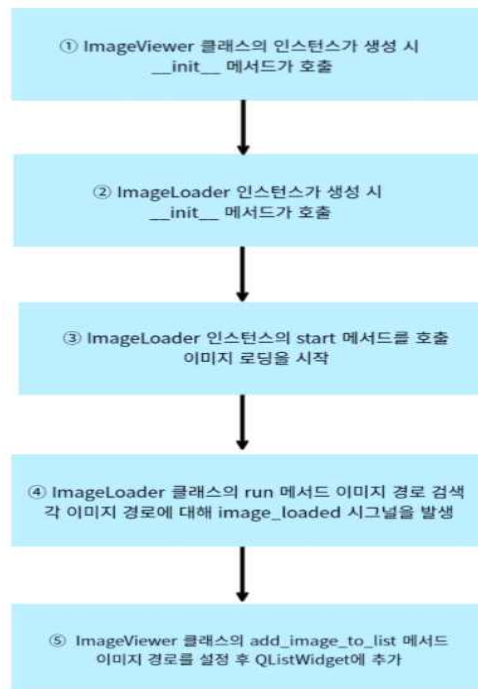 ① ImageViewer 클래스의 인스턴스가 생성 시
__init__ 메서드가 호출
② ImageLoader 인스턴스가 생성 시
__init__ 메서드가 호출
③ ImageLoader 인스턴스의 start 메서드를 호출
이미지 로딩을 시작
④ ImageLoader 클래스의 run 메서드 이미지 경로 검색
각 이미지 경로에 대해 image_loaded 시그널을 발생
⑤ ImageViewer 클래스의 add_image_to_list 메서드
이미지 경로를 설정 후 QListWidget에 추가